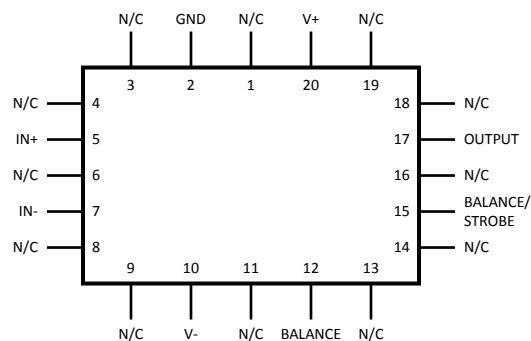 N/C GND N/C V+ N/C
3 2 1 20 19
N/C 4 18 N/C
IN+ 5 17 OUTPUT
N/C 6 16 N/C
IN- 7 15 BALANCE/
STROBE
N/C 8 14 N/C
9 10 11 12 13
N/C V- N/C BALANCE N/C